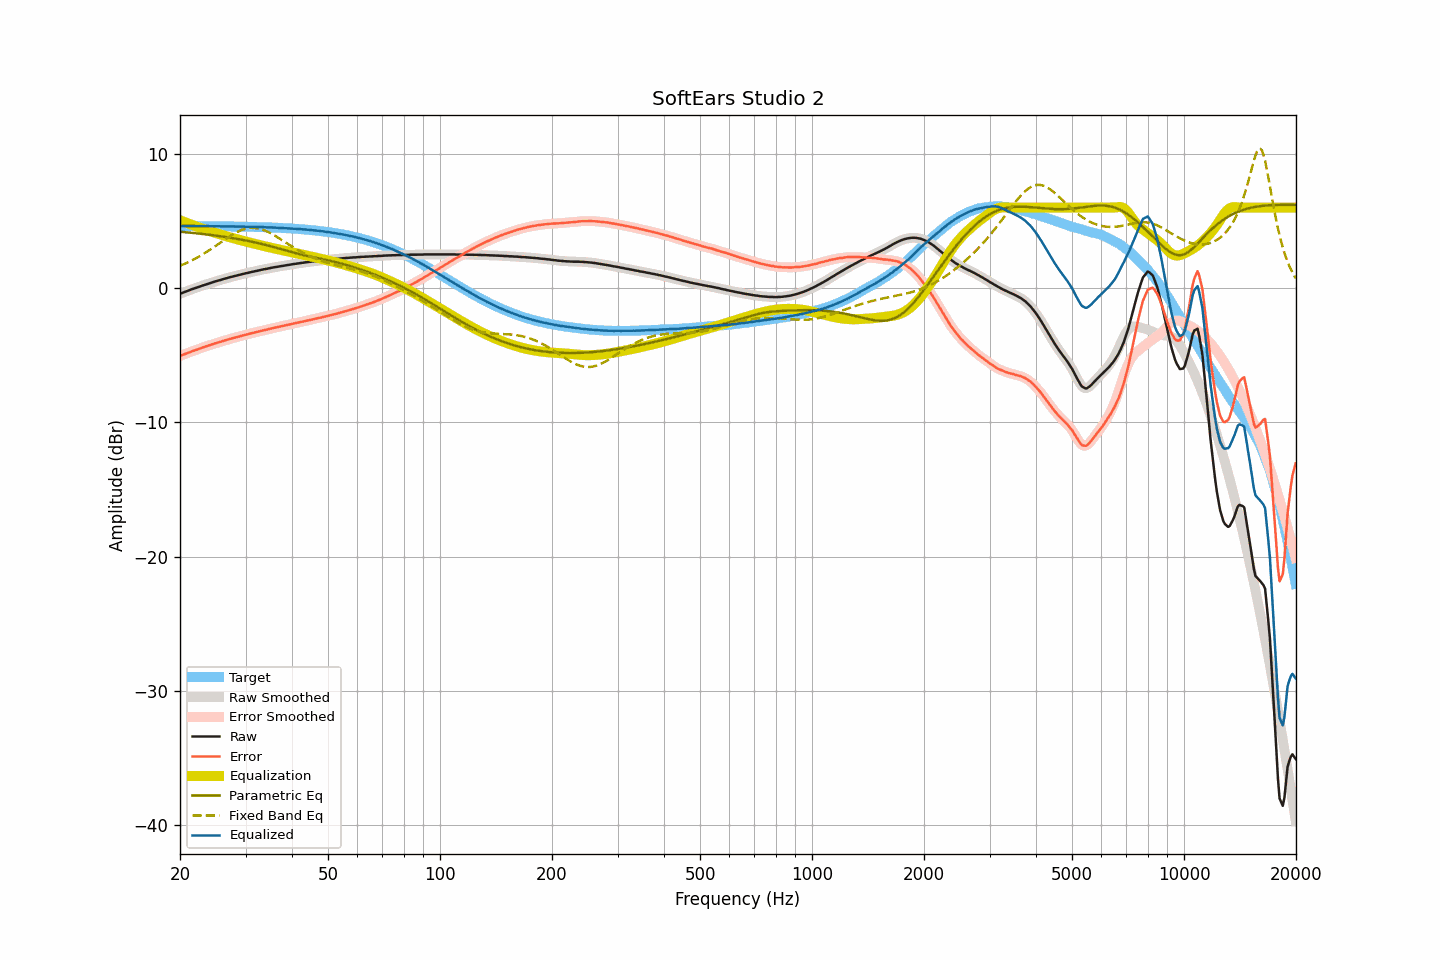 SoftEars Studio 2
10
0
−10
−20
−30
−40
Amplitude (dBr)
Target
Raw Smoothed
Error Smoothed
Raw
Error
Equalization
Parametric Eq
Fixed Band Eq
Equalized
20 50 100 200 500 1000 2000 5000 10000 20000
Frequency (Hz)